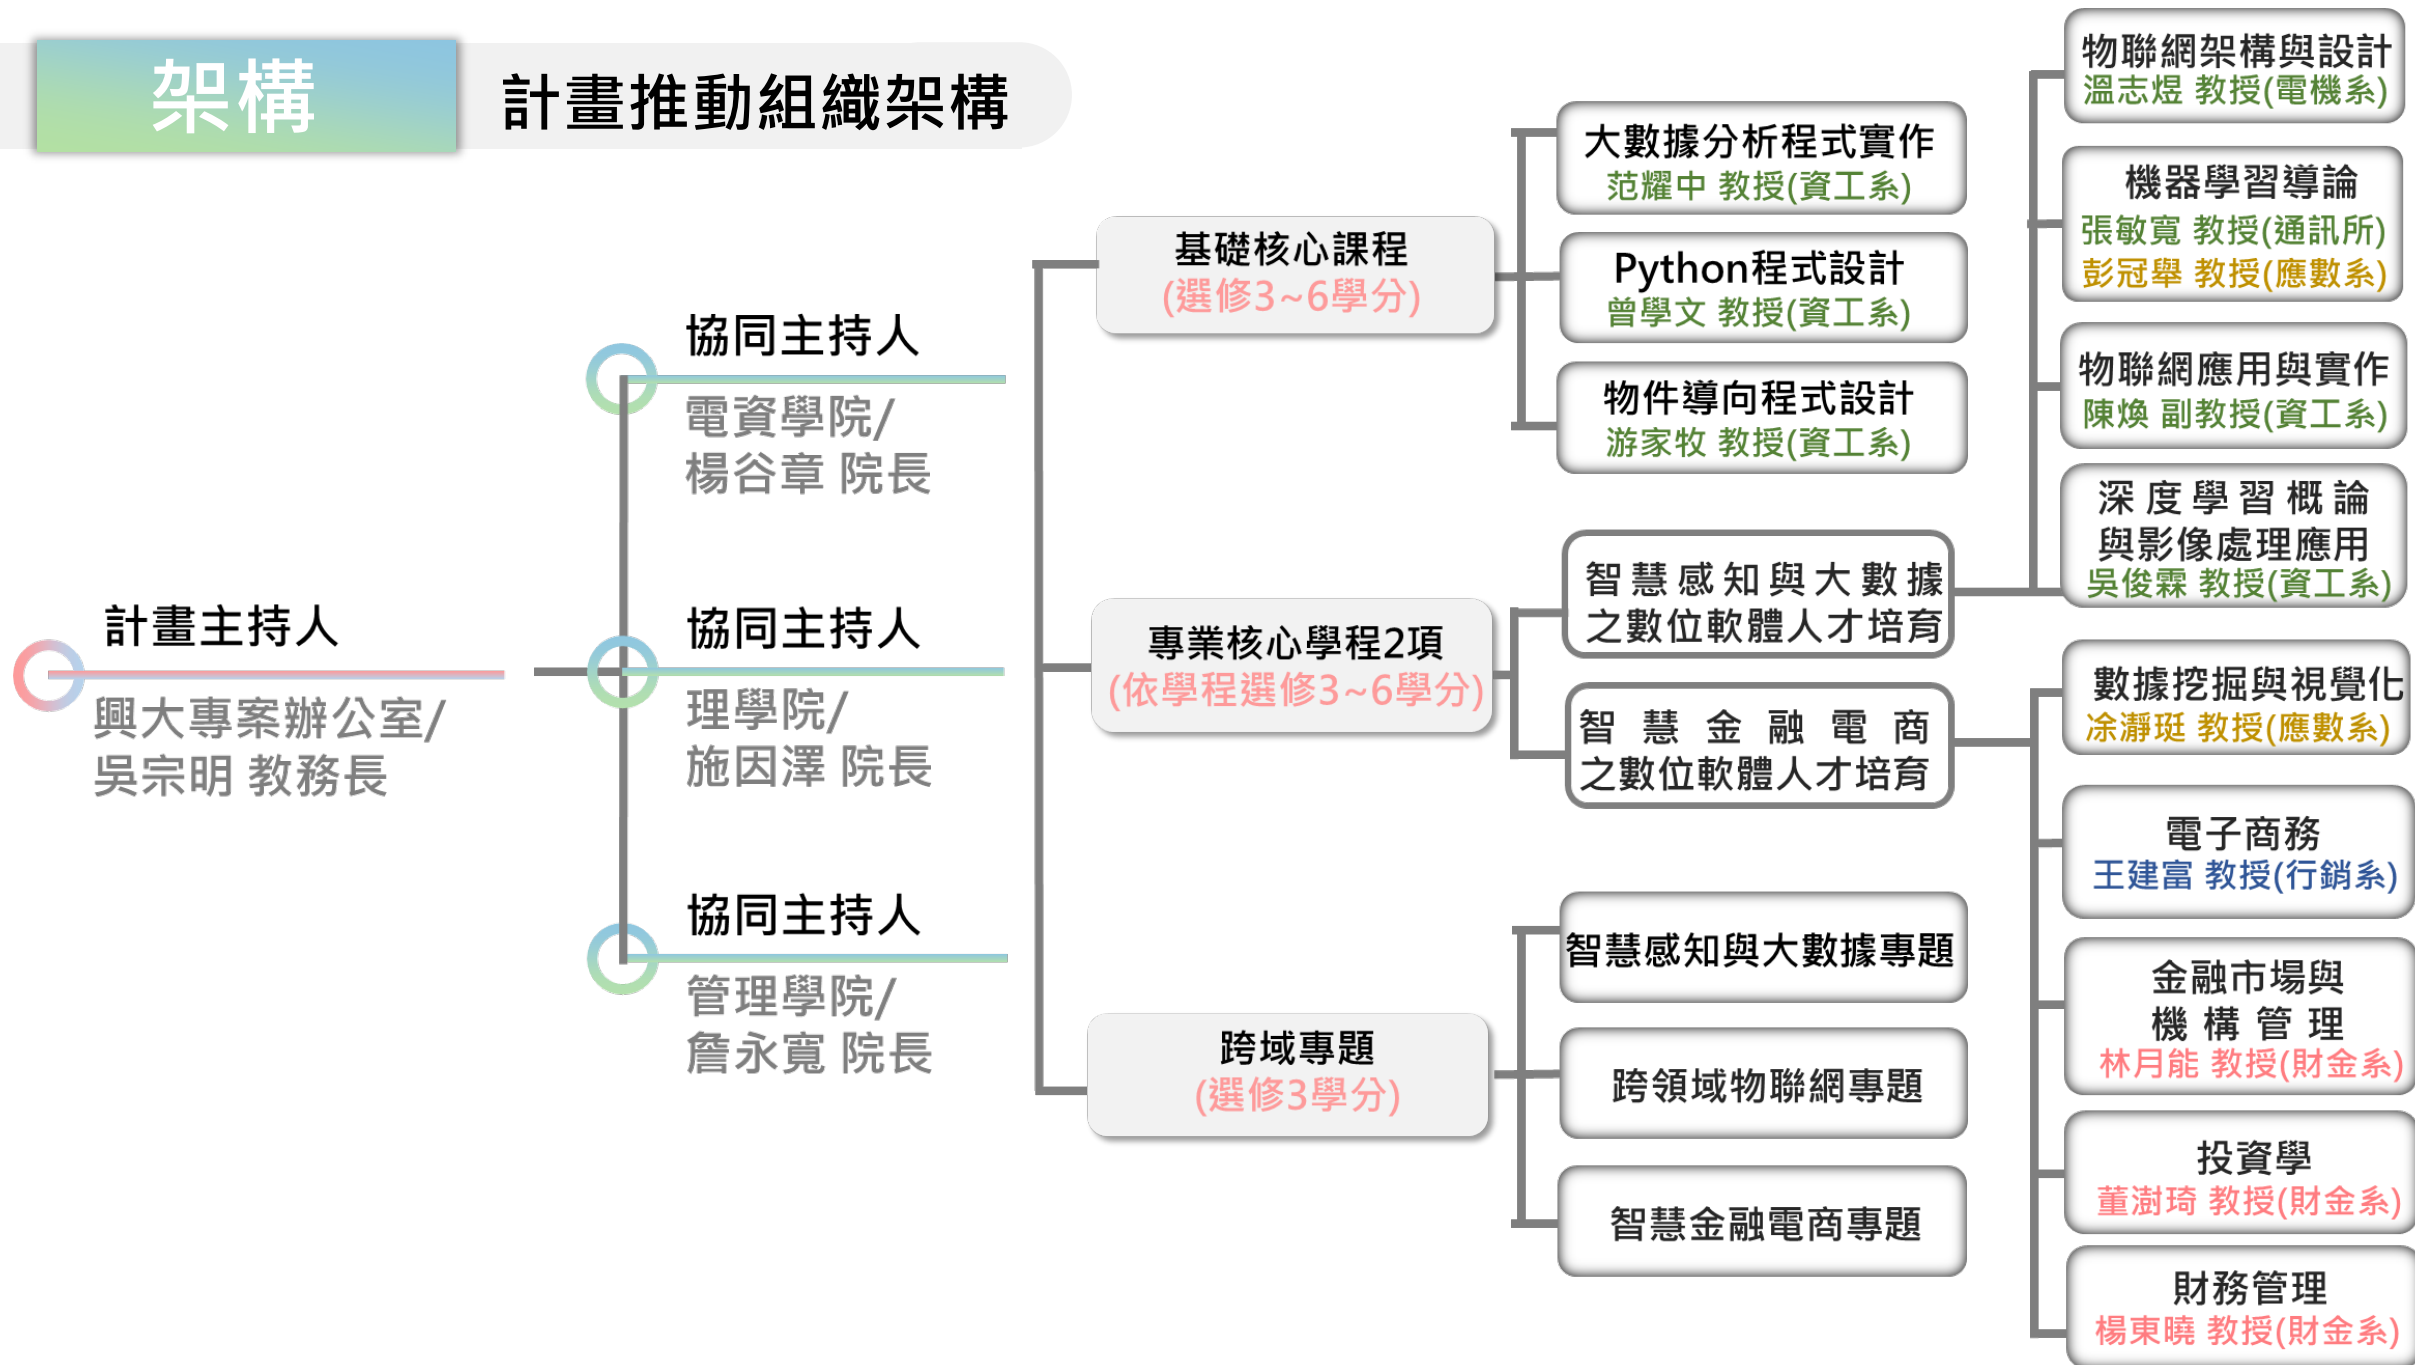 架構
計畫推動組織架構
計畫主持人
興大專案辦公室/
吳宗明 教務長
協同主持人
電資學院/
楊谷章 院長
協同主持人
理學院/
施因澤 院長
協同主持人
管理學院/
詹永寬 院長
基礎核心課程
(選修3~6學分)
大數據分析程式實作
范耀中 教授(資工系)
Python程式設計
曾學文 教授(資工系)
物件導向程式設計
游家牧 教授(資工系)
專業核心學程2項
(依學程選修3~6學分)
智慧感知與大數據
之數位軟體人才培育
物聯網架構與設計
溫志煜 教授(電機系)
機器學習導論
張敏寬 教授(通訊所)
彭冠舉 教授(應數系)
物聯網應用與實作
陳煥 副教授(資工系)
深度學習概論
與影像處理應用
吳俊霖 教授(資工系)
智慧金融電商
之數位軟體人才培育
數據挖掘與視覺化
凃瀞珽 教授(應數系)
電子商務
王建富 教授(行銷系)
金融市場與
機構管理
林月能 教授(財金系)
投資學
董澍琦 教授(財金系)
財務管理
楊東曉 教授(財金系)
跨域專題
(選修3學分)
智慧感知與大數據專題
跨領域物聯網專題
智慧金融電商專題